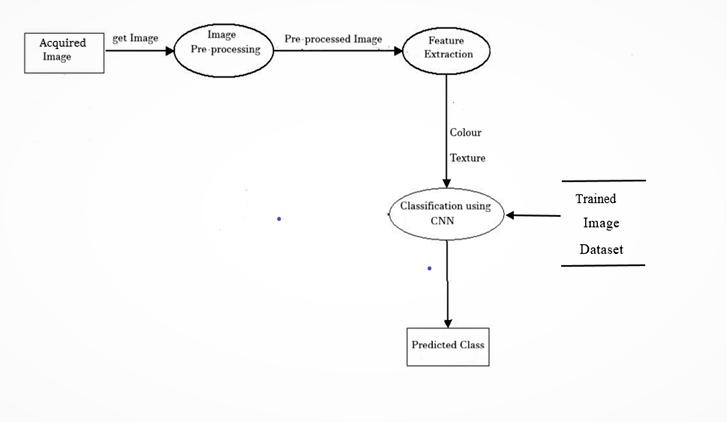 Acquired
Image
get Image
Image
Pre-processing
Pre-processed Image
Feature
Extraction
Colour
Texture
Classification using
CNN
Trained
Image
Dataset
Predicted Class